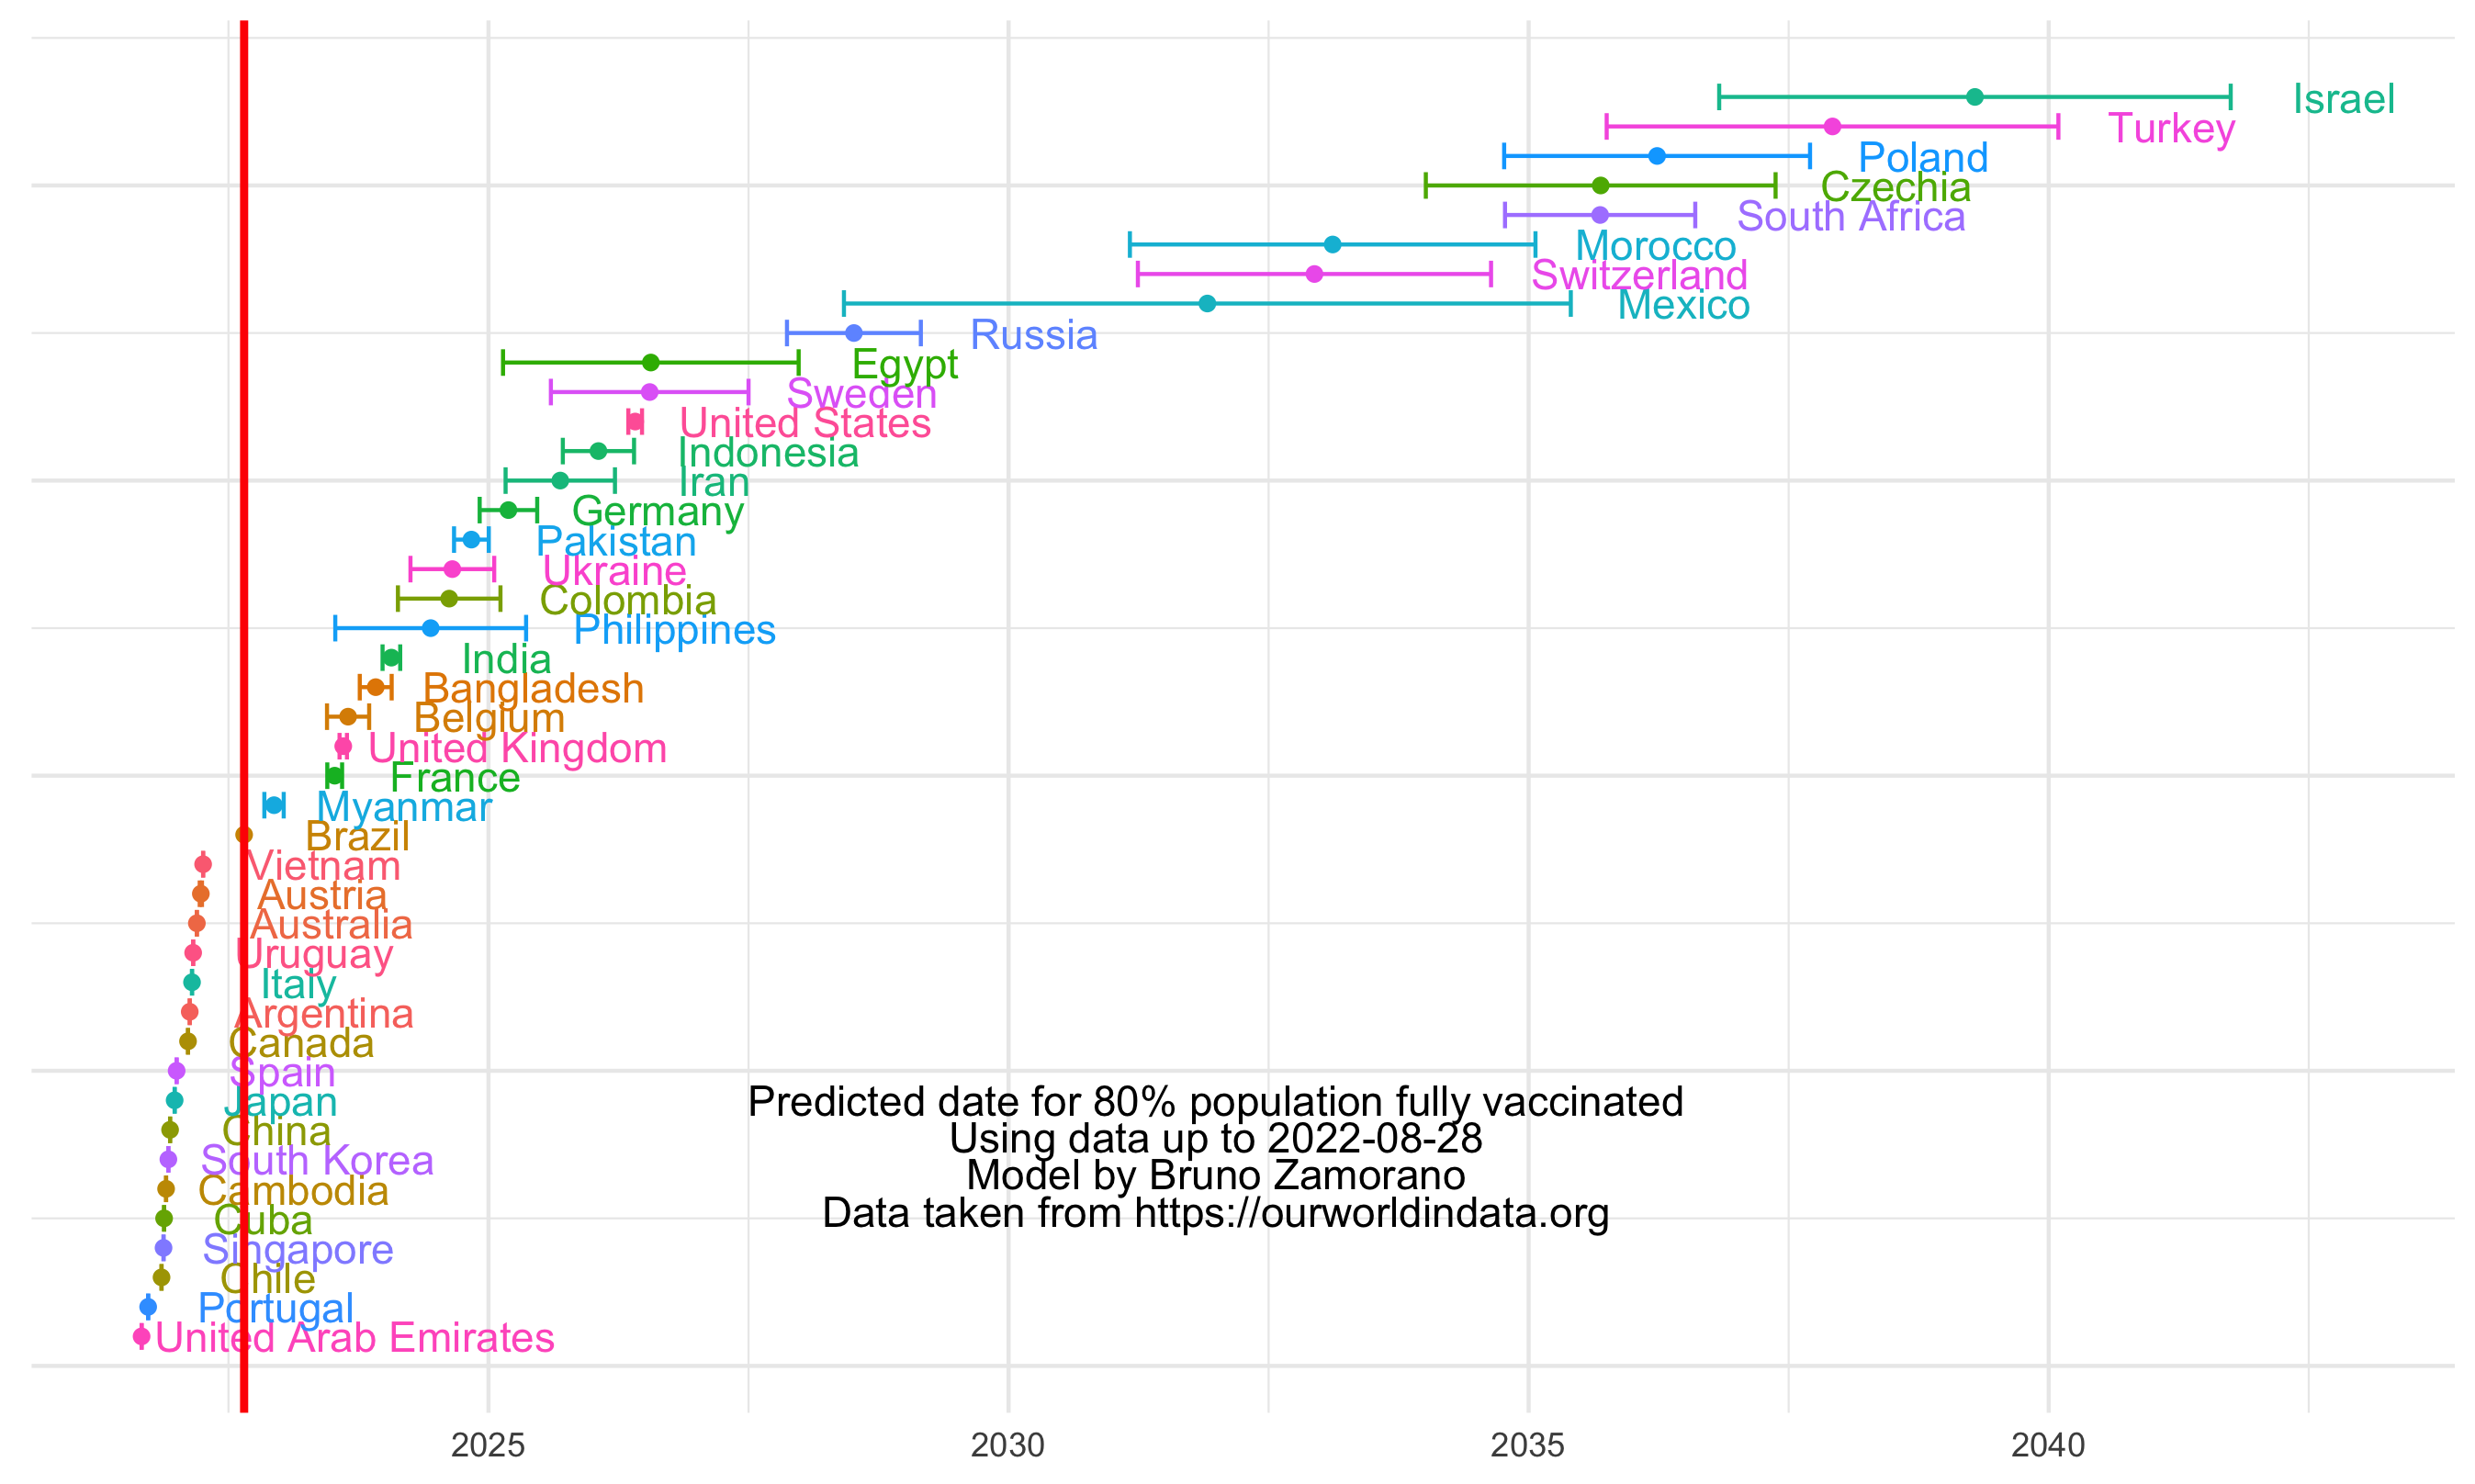 Israel
Turkey
Poland
Czechia
South Africa
Morocco
Switzerland
Mexico
Russia
Egypt
Sweden
United States
Indonesia
Iran
Germany
Pakistan
Ukraine
Colombia
Philippines
India
Bangladesh
Belgium
United Kingdom
France
Myanmar
Brazil
Vietnam
Austria
Australia
Uruguay
Italy
Argentina
Canada
Spain
Japan
China
South Korea
Cambodia
Cuba
Singapore
Chile
Portugal
United Arab Emirates
Predicted date for 80% population fully vaccinated
Using data up to 2022-08-28
Model by Bruno Zamorano
Data taken from https://ourworldindata.org
2025 2030 2035 2040